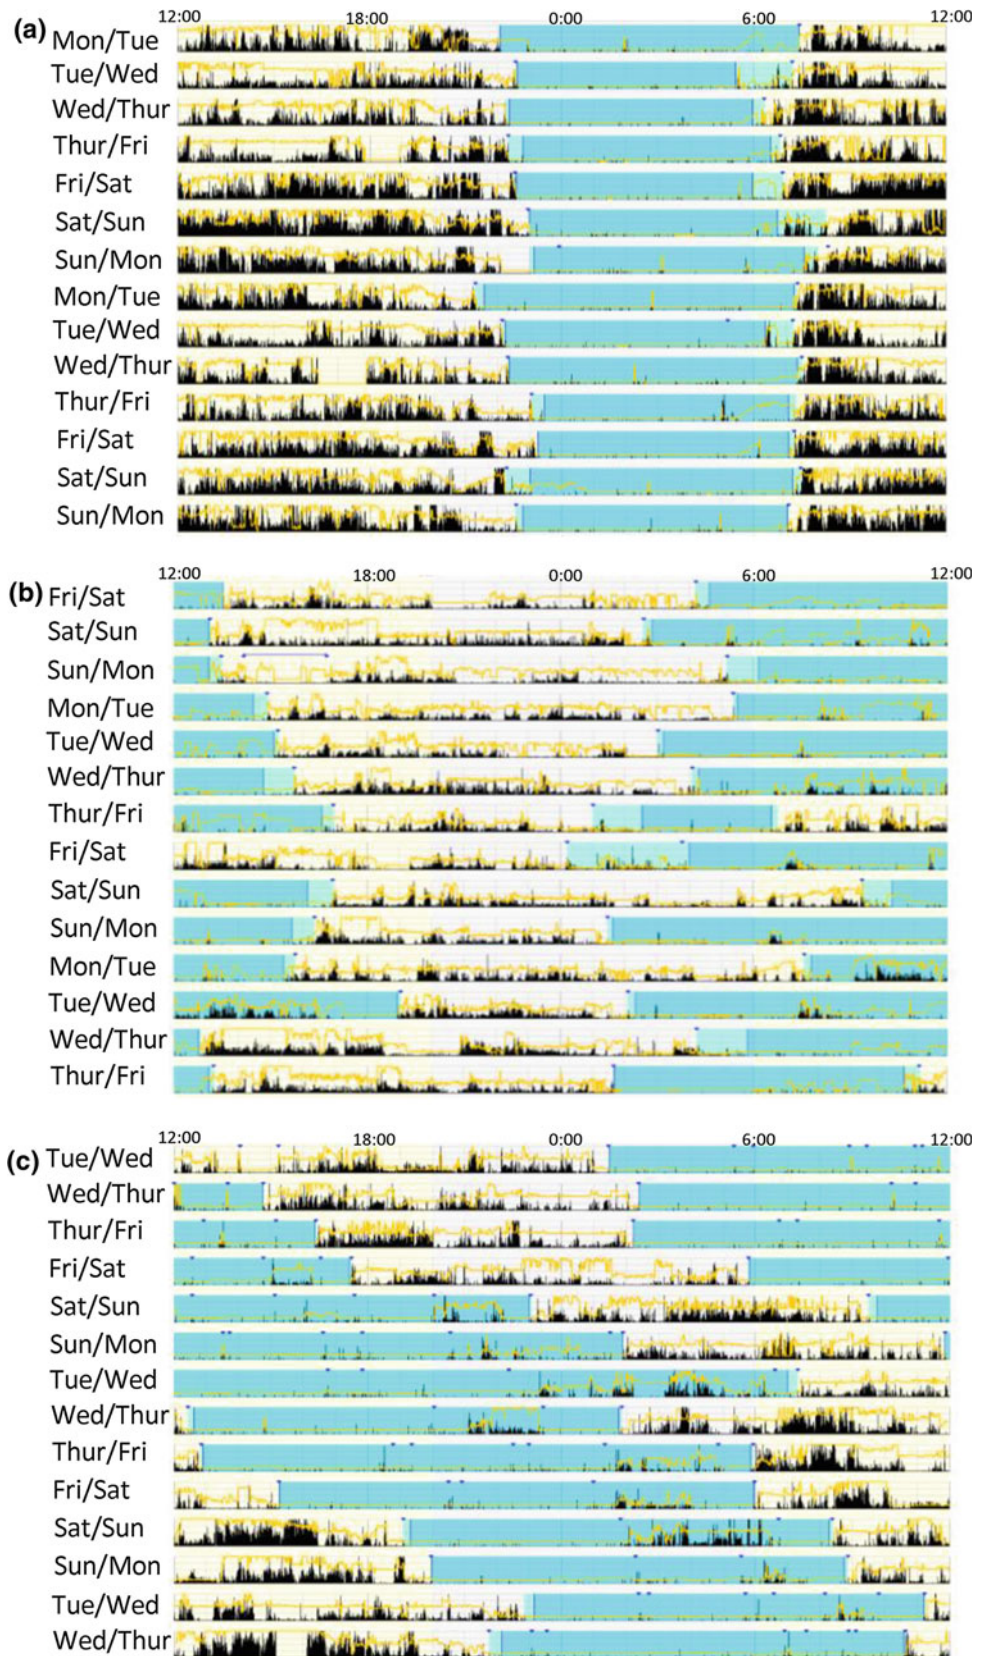 12:00 18:00 0:00 6:00 12:00
(a) Mon/Tue
Tue/Wed
Wed/Thur
Thur/Fri
Fri/Sat
Sat/Sun
Sun/Mon
Mon/Tue
Tue/Wed
Wed/Thur
Thur/Fri
Fri/Sat
Sat/Sun
Sun/Mon
12:00 18:00 0:00 6:00 12:00
(b) Fri/Sat
Sat/Sun
Sun/Mon
Mon/Tue
Tue/Wed
Wed/Thur
Thur/Fri
Fri/Sat
Sat/Sun
Sun/Mon
Mon/Tue
Tue/Wed
Wed/Thur
Thur/Fri
12:00 18:00 0:00 6:00 12:00
(c) Tue/Wed
Wed/Thur
Thur/Fri
Fri/Sat
Sat/Sun
Sun/Mon
Tue/Wed
Wed/Thur
Thur/Fri
Fri/Sat
Sat/Sun
Sun/Mon
Tue/Wed
Wed/Thur